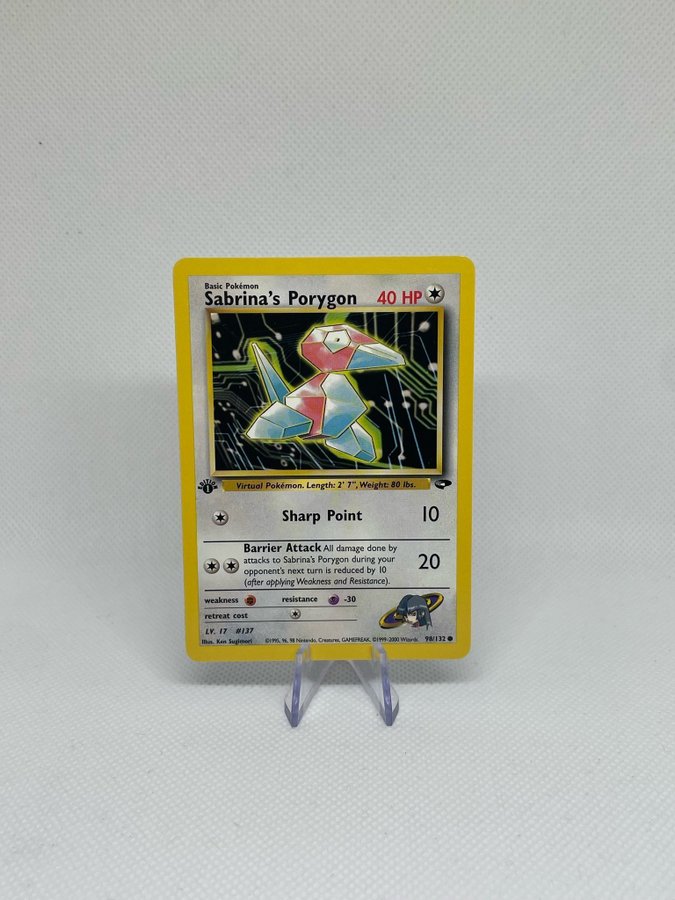 Basic Pokémon
Sabrina's Porygon 40 HP
EDITION 1
Virtual Pokémon. Length: 2' 7", Weight: 80 lbs.
Sharp Point 10
Barrier Attack All damage done by
attacks to Sabrina's Porygon during your
opponent's next turn is reduced by 10
(after applying Weakness and Resistance).
20
weakness resistance -30
retreat cost
LV. 17 #137
Illus. Ken Sugimori ©1995, 96, 98 Nintendo, Creatures, GAMEFREAK. ©1999-2000 Wizards. 98/132